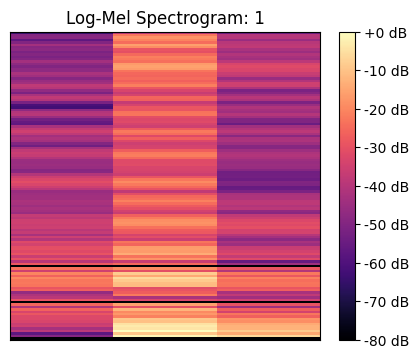 Log-Mel Spectrogram: 1
+0 dB
-10 dB
-20 dB
-30 dB
-40 dB
-50 dB
-60 dB
-70 dB
-80 dB